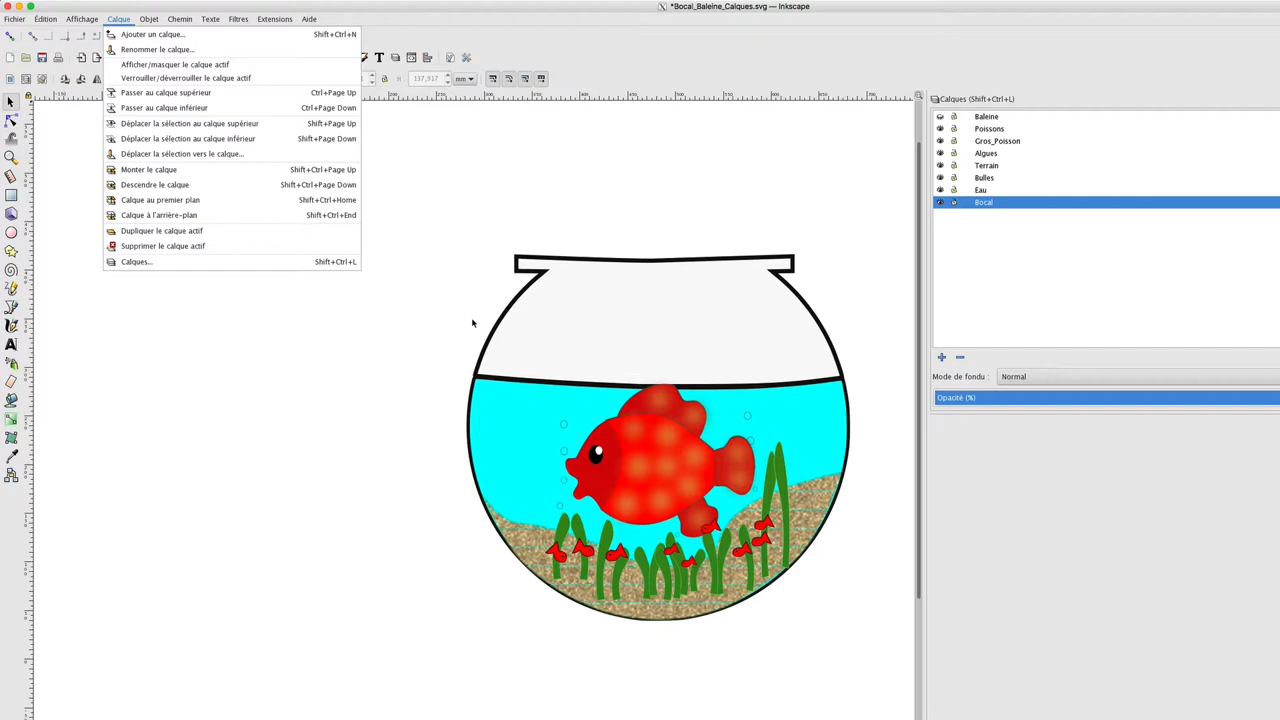 *Bocal_Baleine_Calques.svg — Inkscape
Fichier Édition Affichage Calque Objet Chemin Texte Filtres Extensions Aide
Ajouter un calque... Shift+Ctrl+N
Renommer le calque...
Afficher/masquer le calque actif
Verrouiller/déverrouiller le calque actif
Passer au calque supérieur Ctrl+Page Up
Passer au calque inférieur Ctrl+Page Down
Déplacer la sélection au calque supérieur Shift+Page Up
Déplacer la sélection au calque inférieur Shift+Page Down
Déplacer la sélection vers le calque...
Monter le calque Shift+Ctrl+Page Up
Descendre le calque Shift+Ctrl+Page Down
Calque au premier plan Shift+Ctrl+Home
Calque à l'arrière-plan Shift+Ctrl+End
Dupliquer le calque actif
Supprimer le calque actif
Calques... Shift+Ctrl+L
H: 137,917 mm
Calques (Shift+Ctrl+L)
Baleine
Poissons
Gros_Poisson
Algues
Terrain
Bulles
Eau
Bocal
Mode de fondu : Normal
Opacité (%)